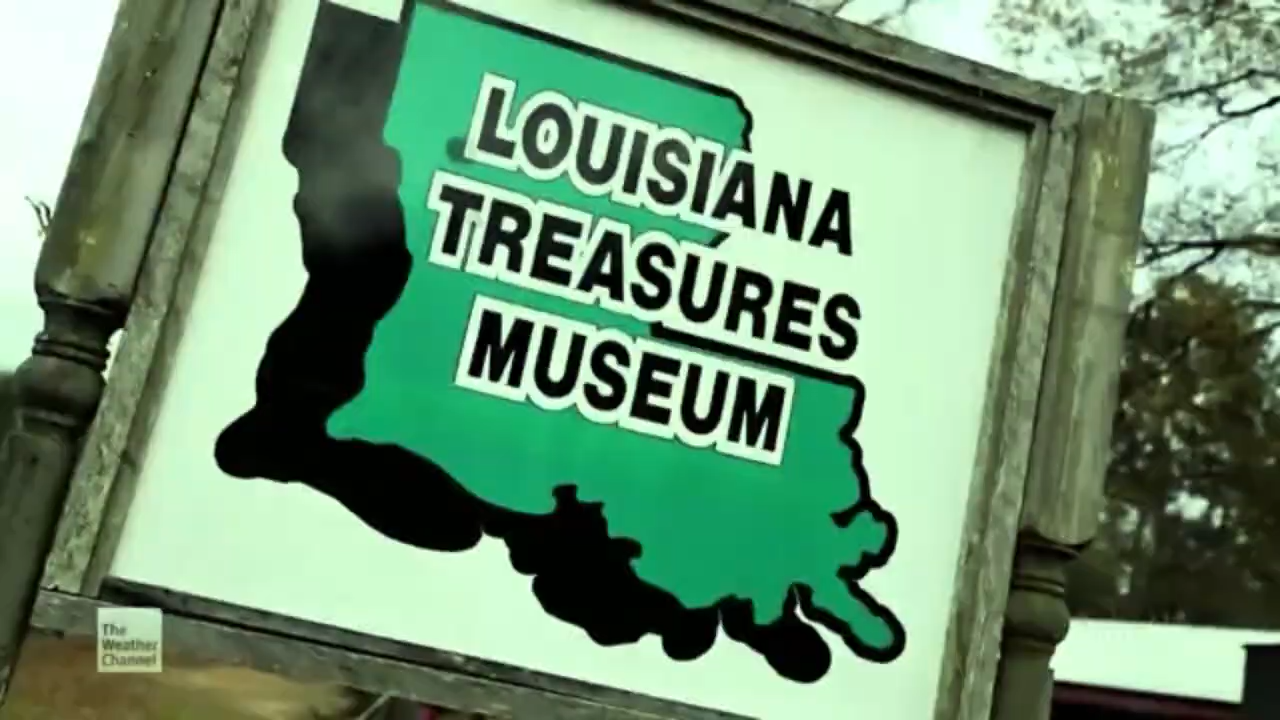 LOUISIANA
TREASURES
MUSEUM
The
Weather
Channel